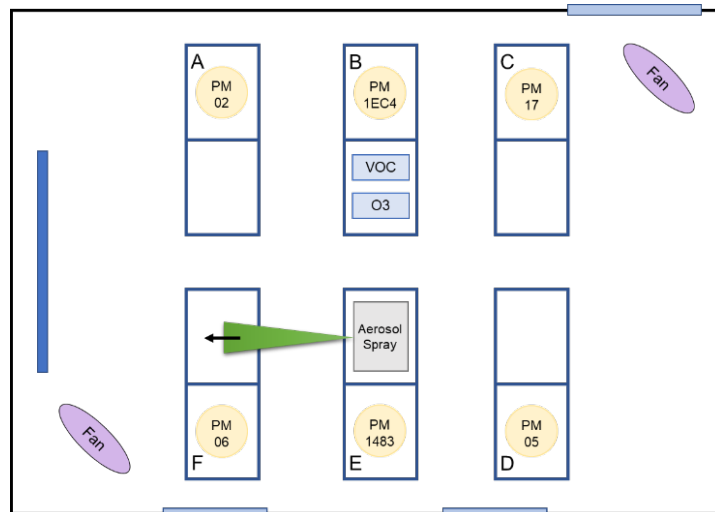 A
PM
02
B
PM
1EC4
C
PM
17
Fan
VOC
O3
Aerosol
Spray
Fan
PM
06
F
PM
1483
E
PM
05
D